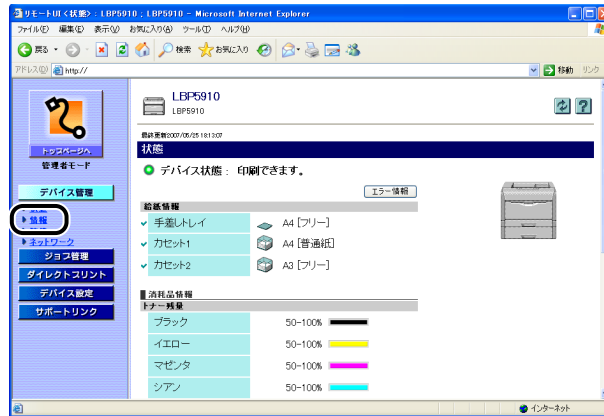 リモートUI <状態> : LBP5910 ; LBP5910 - Microsoft Internet Explorer
ファイル(F) 編集(E) 表示(V) お気に入り(A) ツール(T) ヘルプ(H)
戻る 検索 お気に入り
アドレス(D) http:// 移動 リンク
LBP5910
LBP5910
トップページへ
管理者モード
最終更新2007/05/25 18:13:07
状態
デバイス状態: 印刷できます。
エラー情報
デバイス管理
情報
ネットワーク
ジョブ管理
ダイレクトプリント
デバイス設定
サポートリンク
給紙情報
手差しトレイ A4 [フリー]
カセット1 A4 [普通紙]
カセット2 A3 [フリー]
消耗品情報
トナー残量
ブラック 50-100%
イエロー 50-100%
マゼンタ 50-100%
シアン 50-100%
インターネット